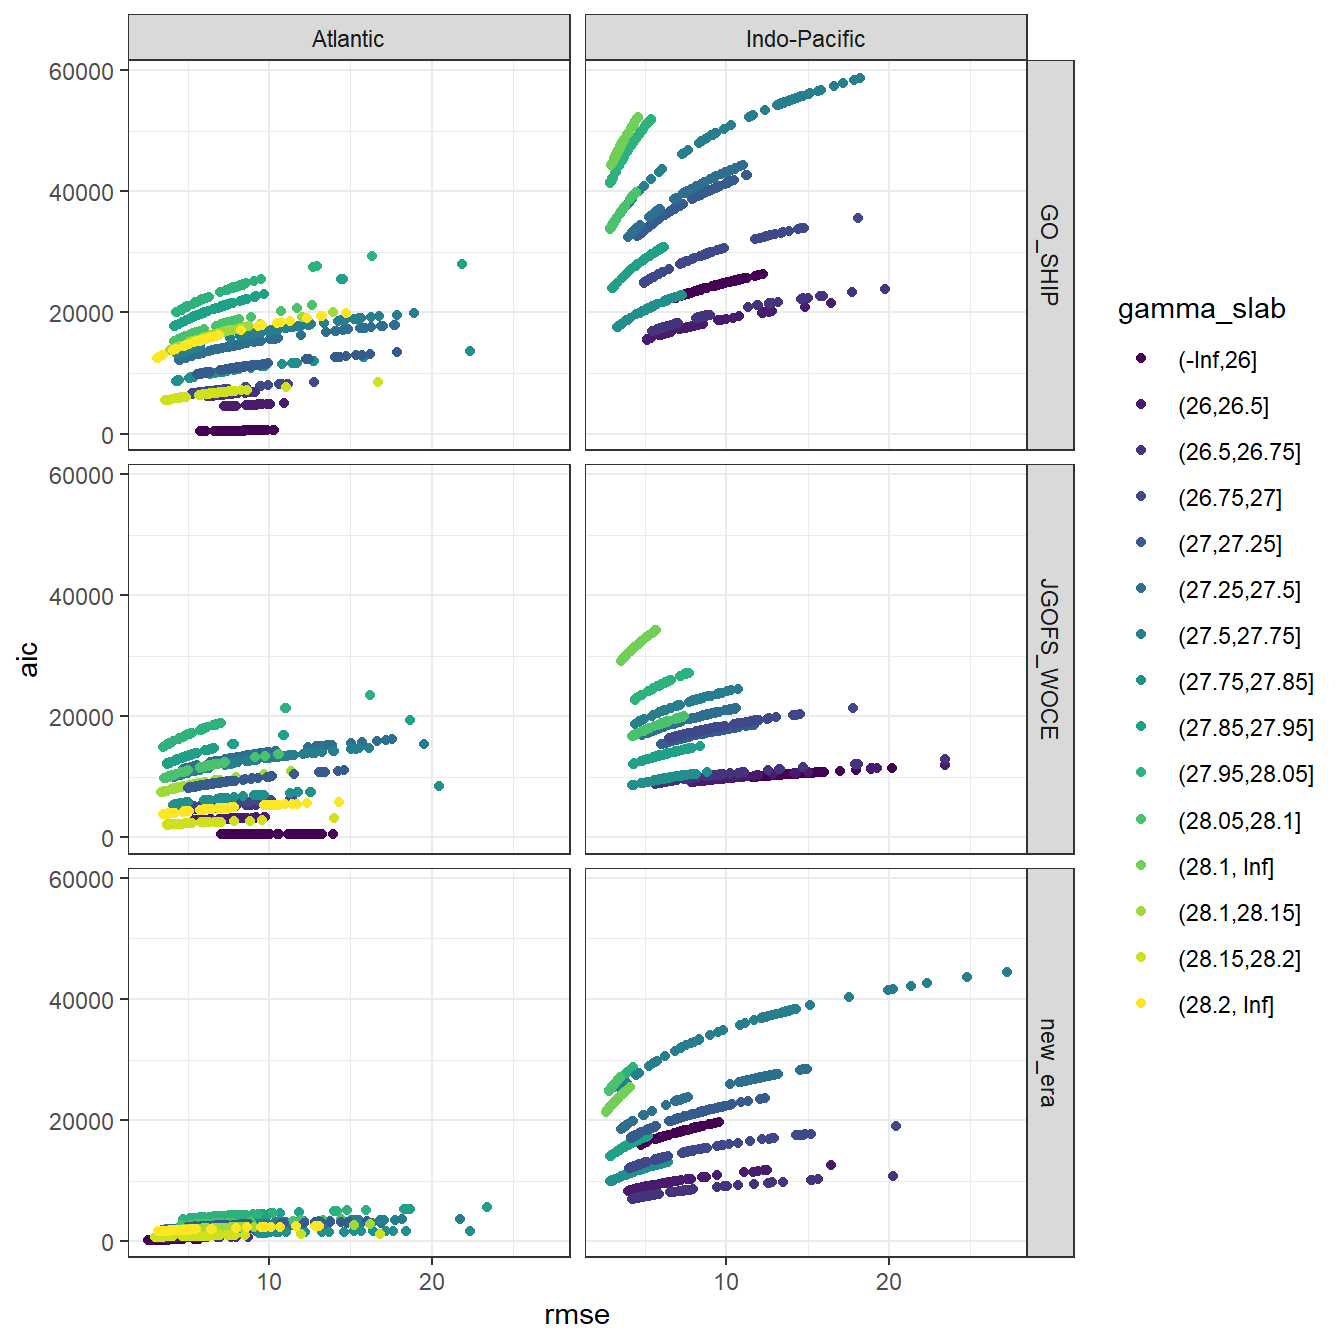 Atlantic
Indo-Pacific
60000
40000
20000
0
GO_SHIP
60000
40000
20000
0
JGOFS_WOCE
60000
40000
20000
0
new_era
10
20
10
20
aic
rmse
gamma_slab
(-Inf,26]
(26,26.5]
(26.5,26.75]
(26.75,27]
(27,27.25]
(27.25,27.5]
(27.5,27.75]
(27.75,27.85]
(27.85,27.95]
(27.95,28.05]
(28.05,28.1]
(28.1, Inf]
(28.1,28.15]
(28.15,28.2]
(28.2, Inf]